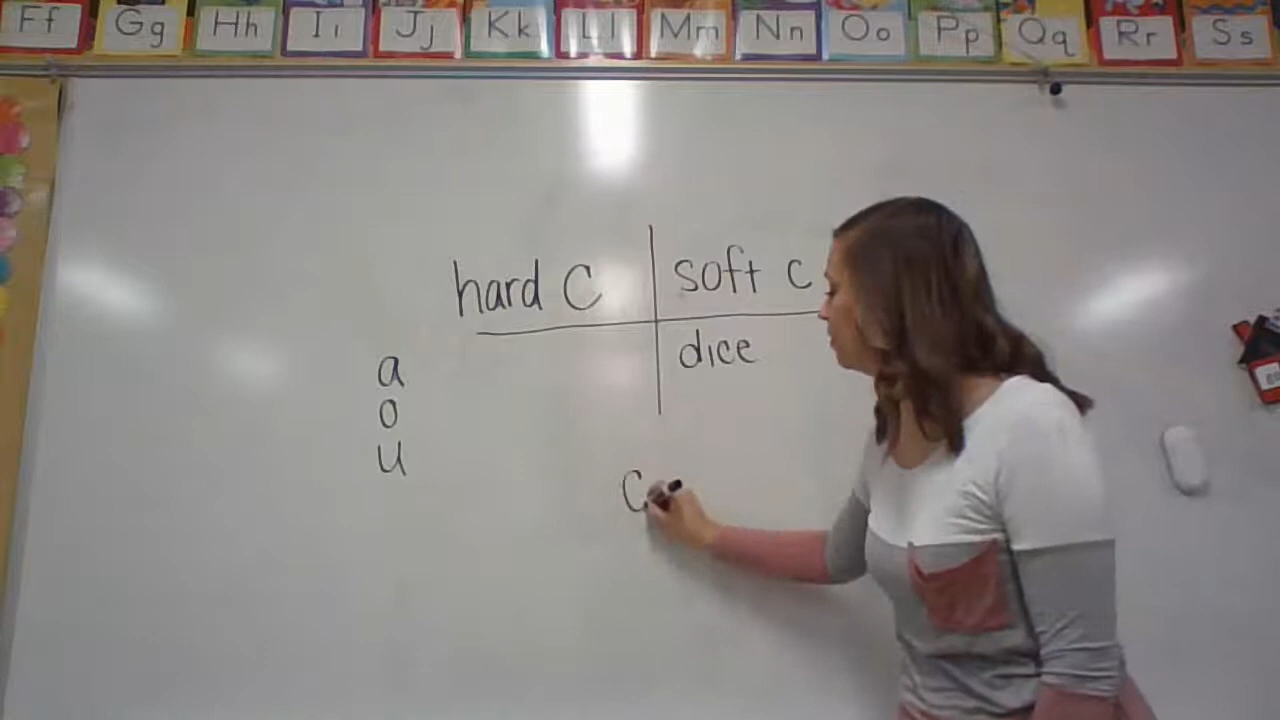 Ff Gg Hh Ii Jj Kk Ll Mm Nn Oo Pp Qq Rr Ss
hard C soft c
dice
a
o
u
C